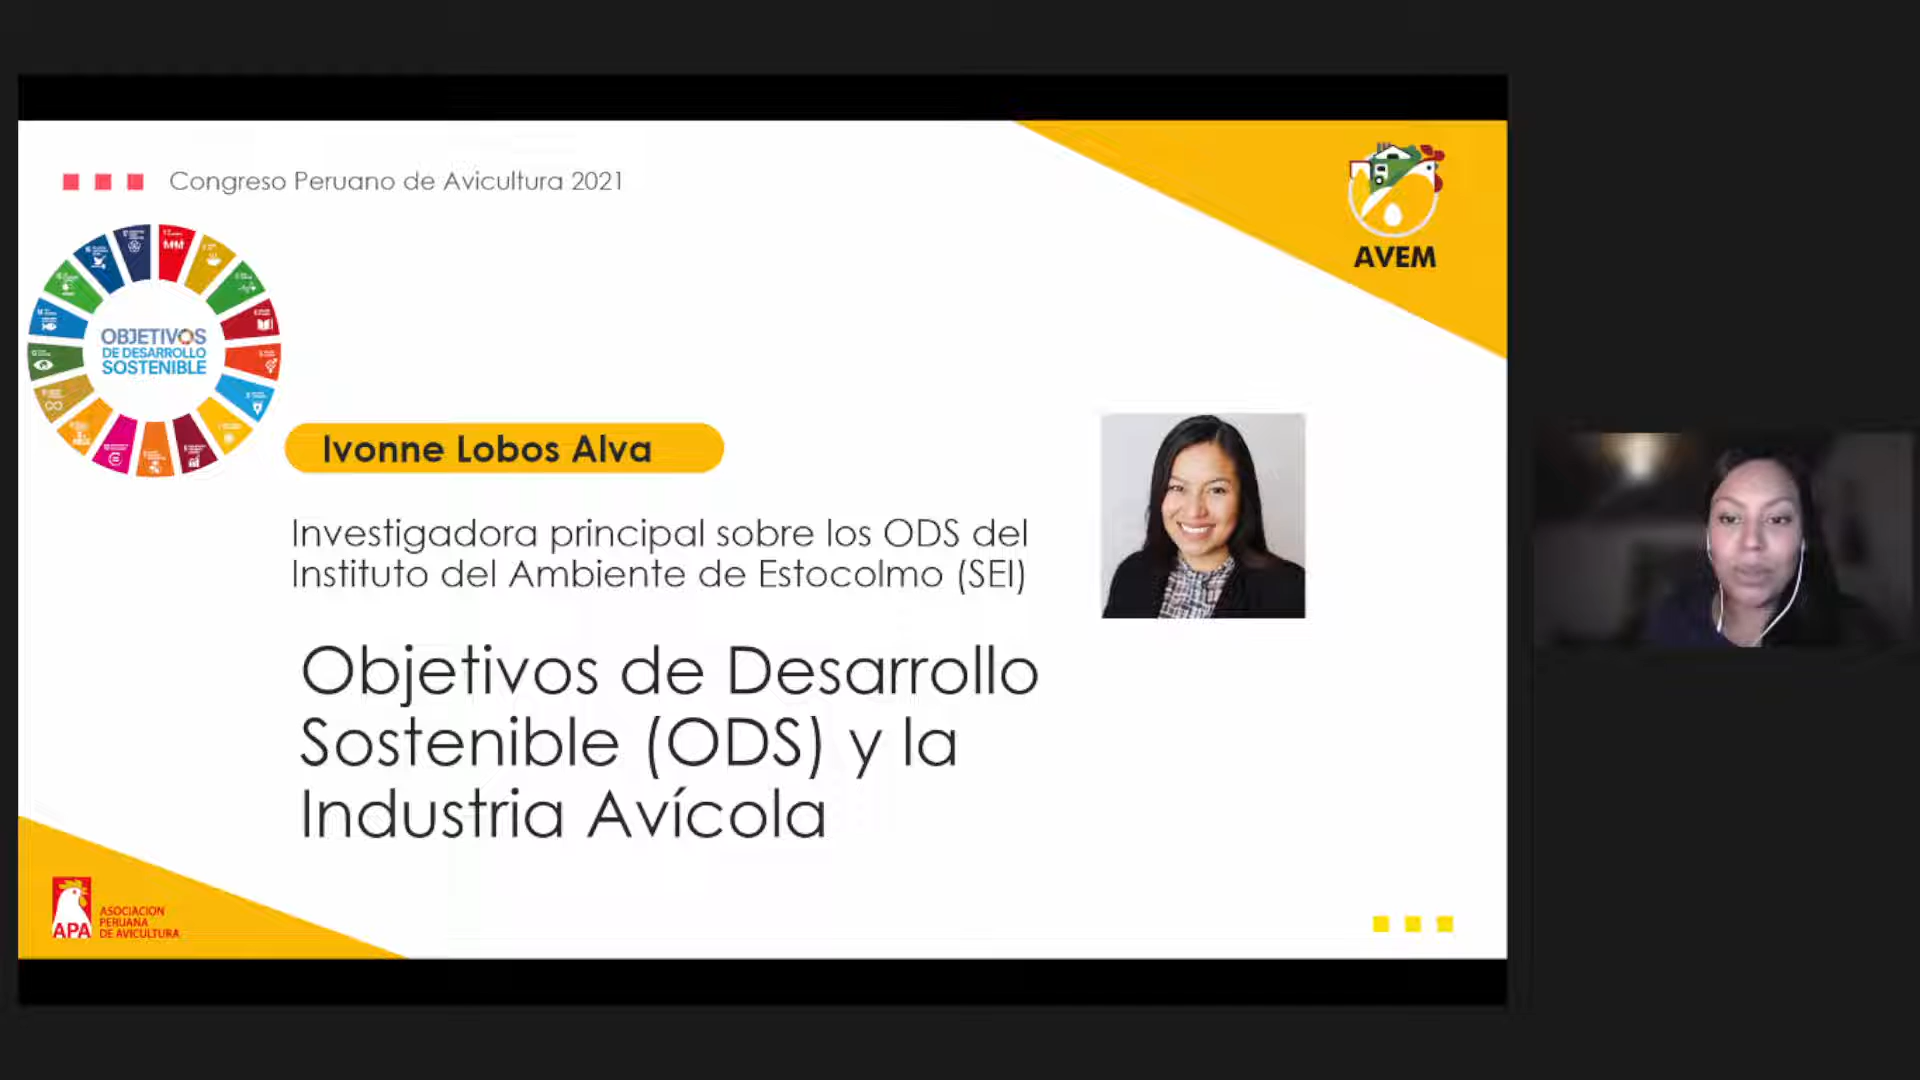 Congreso Peruano de Avicultura 2021
AVEM
OBJETIVOS
DE DESARROLLO
SOSTENIBLE
Ivonne Lobos Alva
Investigadora principal sobre los ODS del
Instituto del Ambiente de Estocolmo (SEI)
Objetivos de Desarrollo
Sostenible (ODS) y la
Industria Avícola
APA
ASOCIACION
PERUANA
DE AVICULTURA